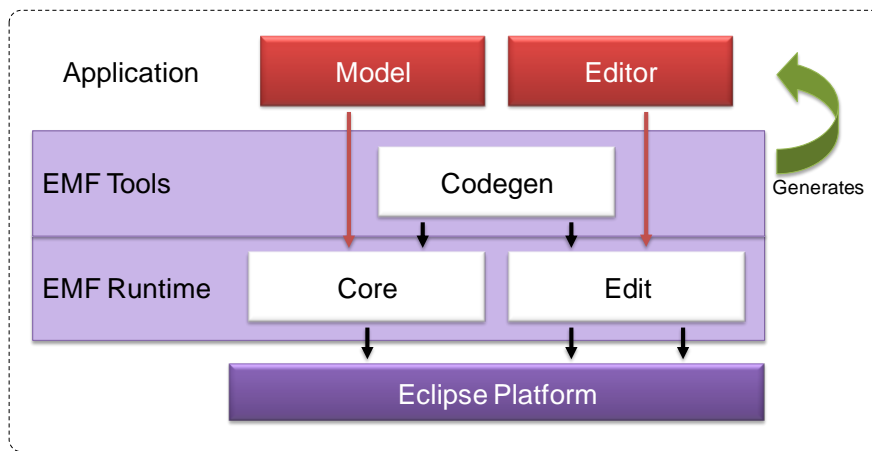 Application
Model
Editor
EMF Tools
Codegen
Generates
EMF Runtime
Core
Edit
Eclipse Platform